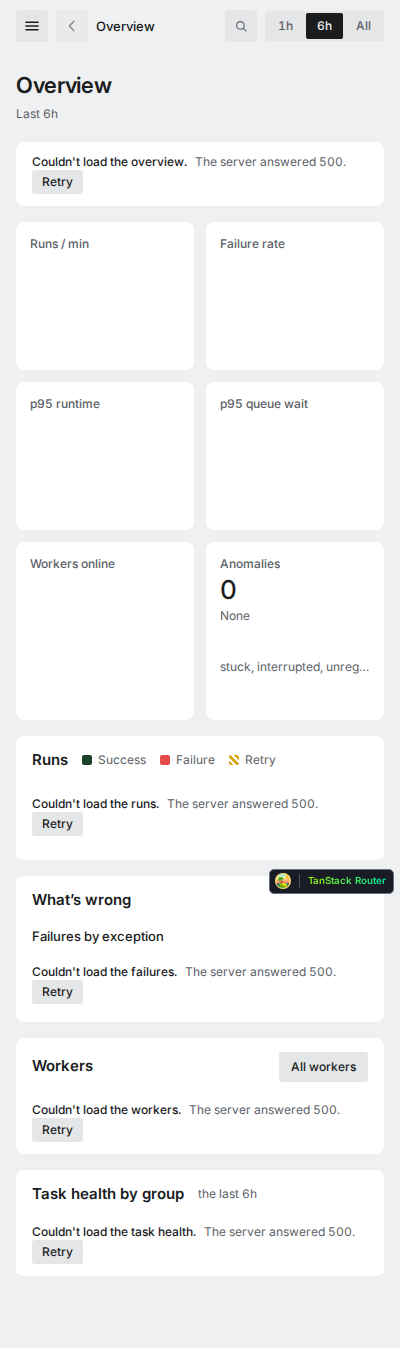 Overview
1h 6h All
Overview
Last 6h
Couldn't load the overview. The server answered 500.
Retry
Runs / min
Failure rate
p95 runtime
p95 queue wait
Workers online
Anomalies
0
None
stuck, interrupted, unreg...
Runs Success Failure Retry
Couldn't load the runs. The server answered 500.
Retry
TanStack Router
What's wrong
Failures by exception
Couldn't load the failures. The server answered 500.
Retry
Workers
All workers
Couldn't load the workers. The server answered 500.
Retry
Task health by group the last 6h
Couldn't load the task health. The server answered 500.
Retry